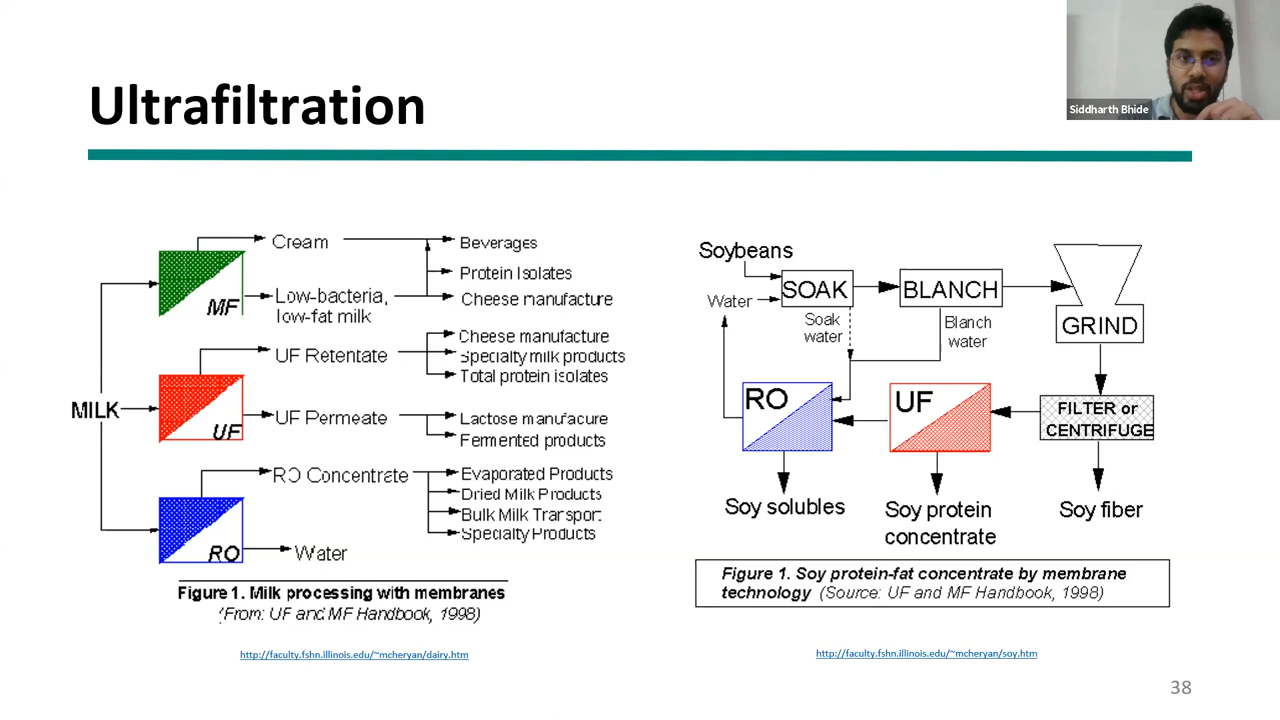 Siddharth Bhide
Ultrafiltration
MILK
MF
Cream
Low-bacteria,
low-fat milk
Beverages
Protein Isolates
Cheese manufacture
UF
UF Retentate
Cheese manufacture
Specialty milk products
Total protein isolates
UF Permeate
Lactose manufacure
Fermented products
RO
RO Concentrate
Evaporated Products
Dried Milk Products
Bulk Milk Transport
Specialty Products
Water
Figure 1. Milk processing with membranes
(From: UF and MF Handbook, 1998)
http://faculty.fshn.illinois.edu/~mcheryan/dairy.htm
Soybeans
Water
SOAK
BLANCH
GRIND
Soak
water
Blanch
water
RO
UF
FILTER or
CENTRIFUGE
Soy solubles
Soy protein
concentrate
Soy fiber
Figure 1. Soy protein-fat concentrate by membrane
technology (Source: UF and MF Handbook, 1998)
http://faculty.fshn.illinois.edu/~mcheryan/soy.htm
38